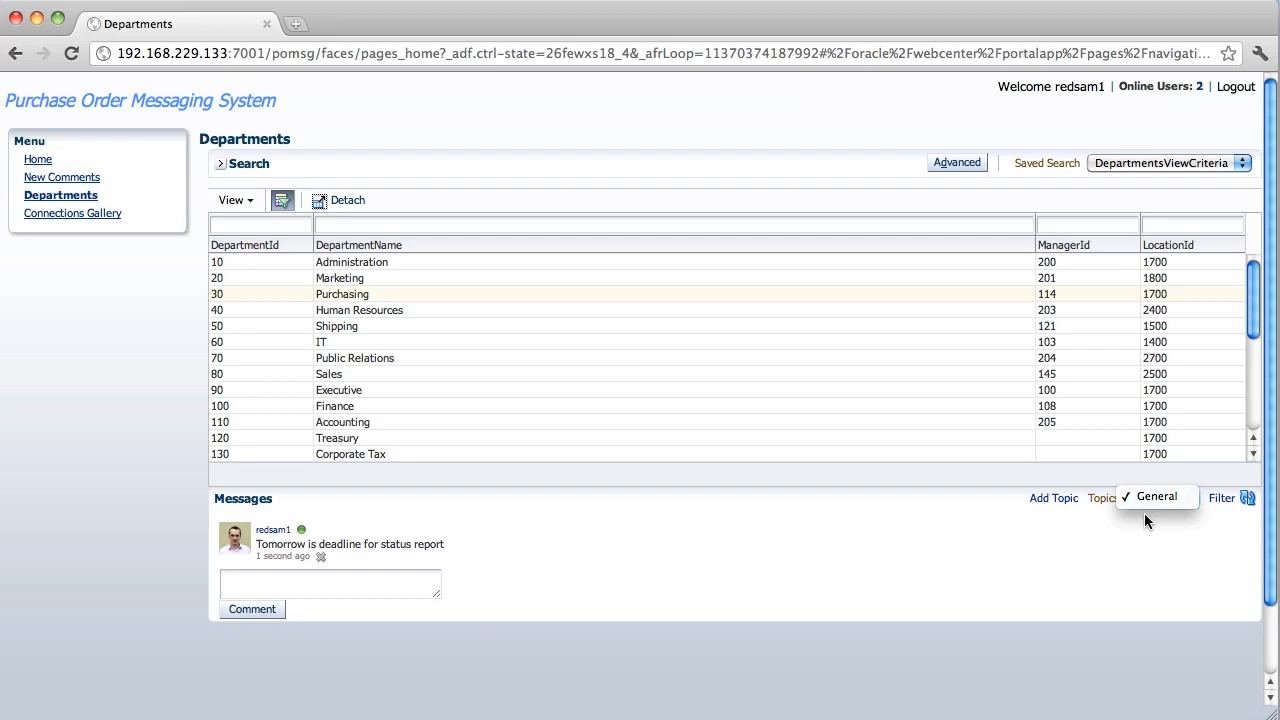 Departments
192.168.229.133:7001/pomsg/faces/pages_home?_adf.ctrl-state=26fewxs18_4&_afrLoop=11370374187992#%2Foracle%2Fwebcenter%2Fportalapp%2Fpages%2Fnavigati...
Welcome redsam1 | Online Users: 2 | Logout
Purchase Order Messaging System
Menu
Home
New Comments
Departments
Connections Gallery
Departments
Search
Advanced
Saved Search
DepartmentsViewCriteria
View
Detach
DepartmentId DepartmentName ManagerId LocationId
10 Administration 200 1700
20 Marketing 201 1800
30 Purchasing 114 1700
40 Human Resources 203 2400
50 Shipping 121 1500
60 IT 103 1400
70 Public Relations 204 2700
80 Sales 145 2500
90 Executive 100 1700
100 Finance 108 1700
110 Accounting 205 1700
120 Treasury 1700
130 Corporate Tax 1700
Messages
Add Topic Topics ✓ General Filter
redsam1
Tomorrow is deadline for status report
1 second ago
Comment